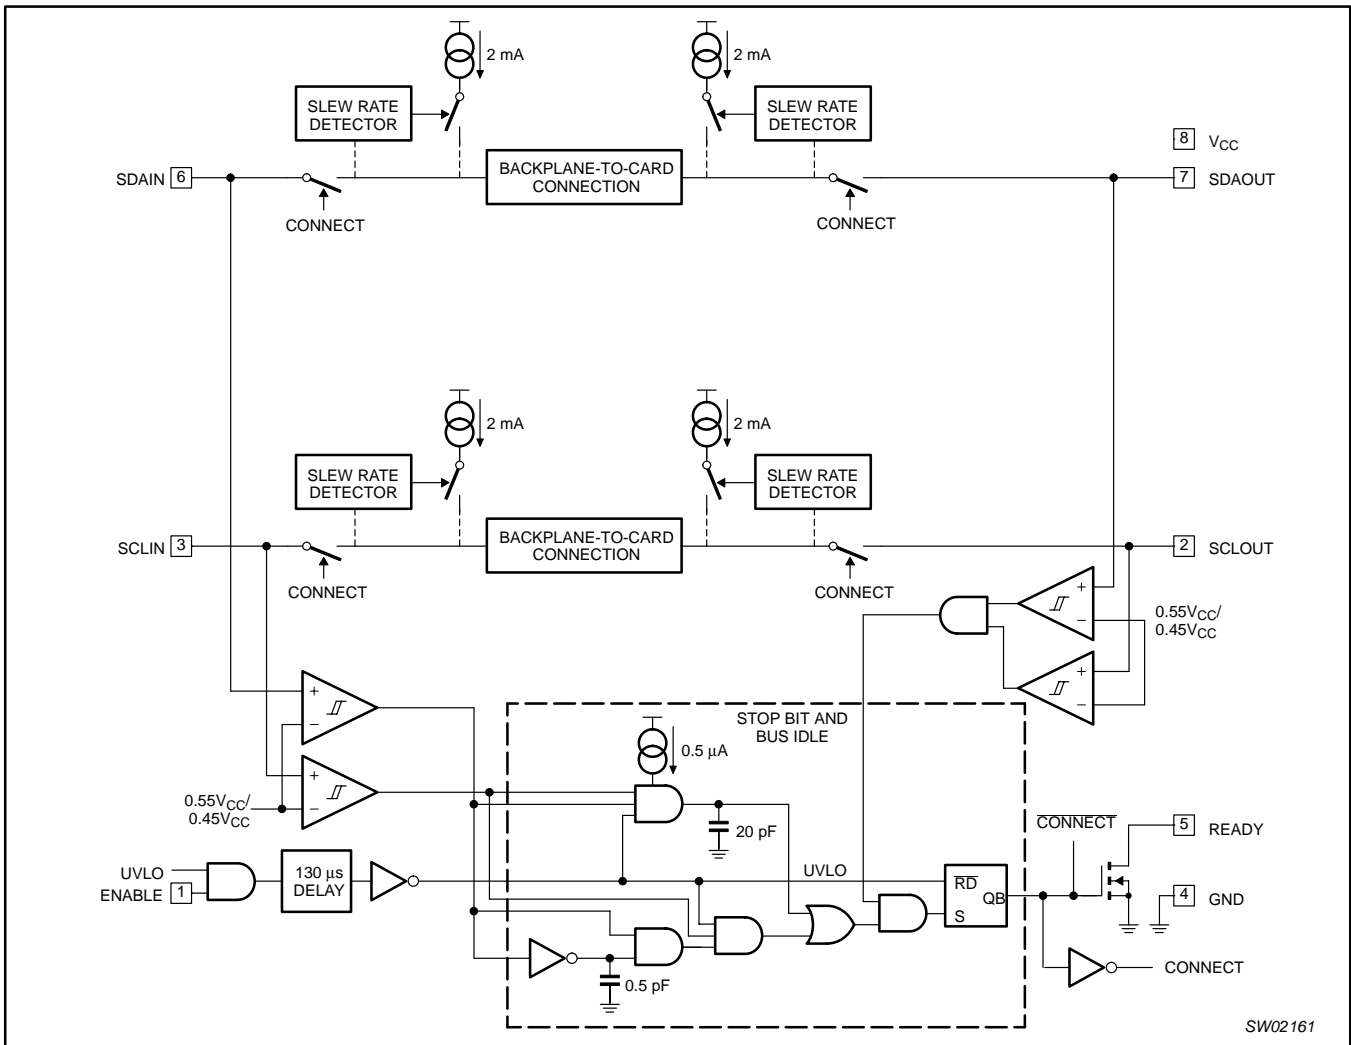 2 mA
2 mA
SLEW RATE
DETECTOR
SLEW RATE
DETECTOR
8 VCC
SDAIN 6
BACKPLANE-TO-CARD
CONNECTION
7 SDAOUT
CONNECT
CONNECT
2 mA
2 mA
SLEW RATE
DETECTOR
SLEW RATE
DETECTOR
SCLIN 3
BACKPLANE-TO-CARD
CONNECTION
2 SCLOUT
CONNECT
CONNECT
+
−
0.55VCC/
0.45VCC
+
−
+
−
STOP BIT AND
BUS IDLE
0.5 µA
+
−
0.55VCC/
0.45VCC
20 pF
CONNECT
5 READY
UVLO
ENABLE 1
130 µs
DELAY
UVLO
RD
QB
S
4 GND
0.5 pF
CONNECT
SW02161